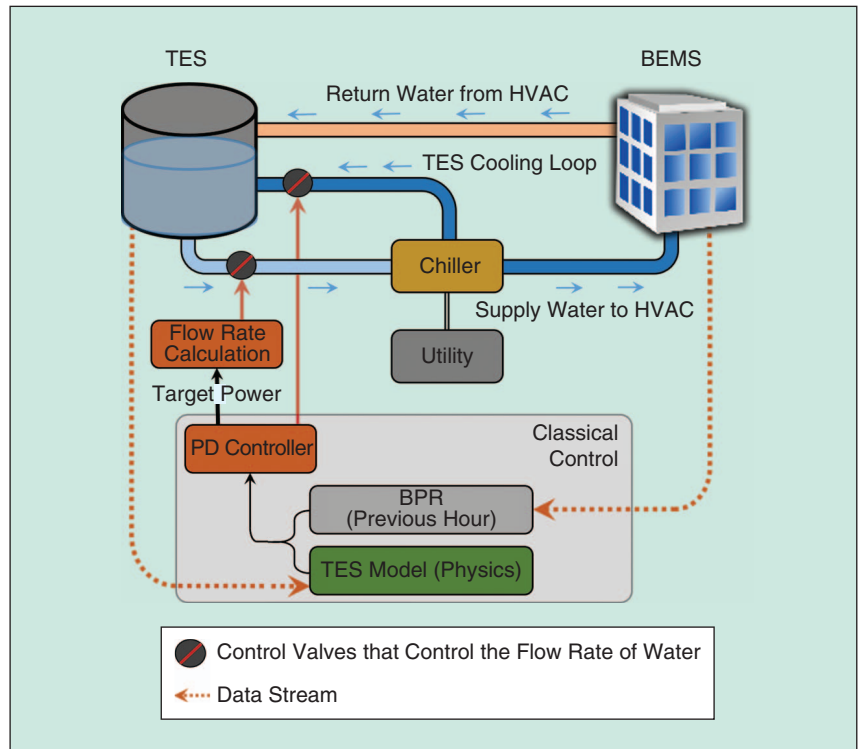 TES
BEMS
Return Water from HVAC
TES Cooling Loop
Chiller
Supply Water to HVAC
Flow Rate
Calculation
Utility
Target Power
PD Controller
Classical
Control
BPR
(Previous Hour)
TES Model (Physics)
Control Valves that Control the Flow Rate of Water
Data Stream